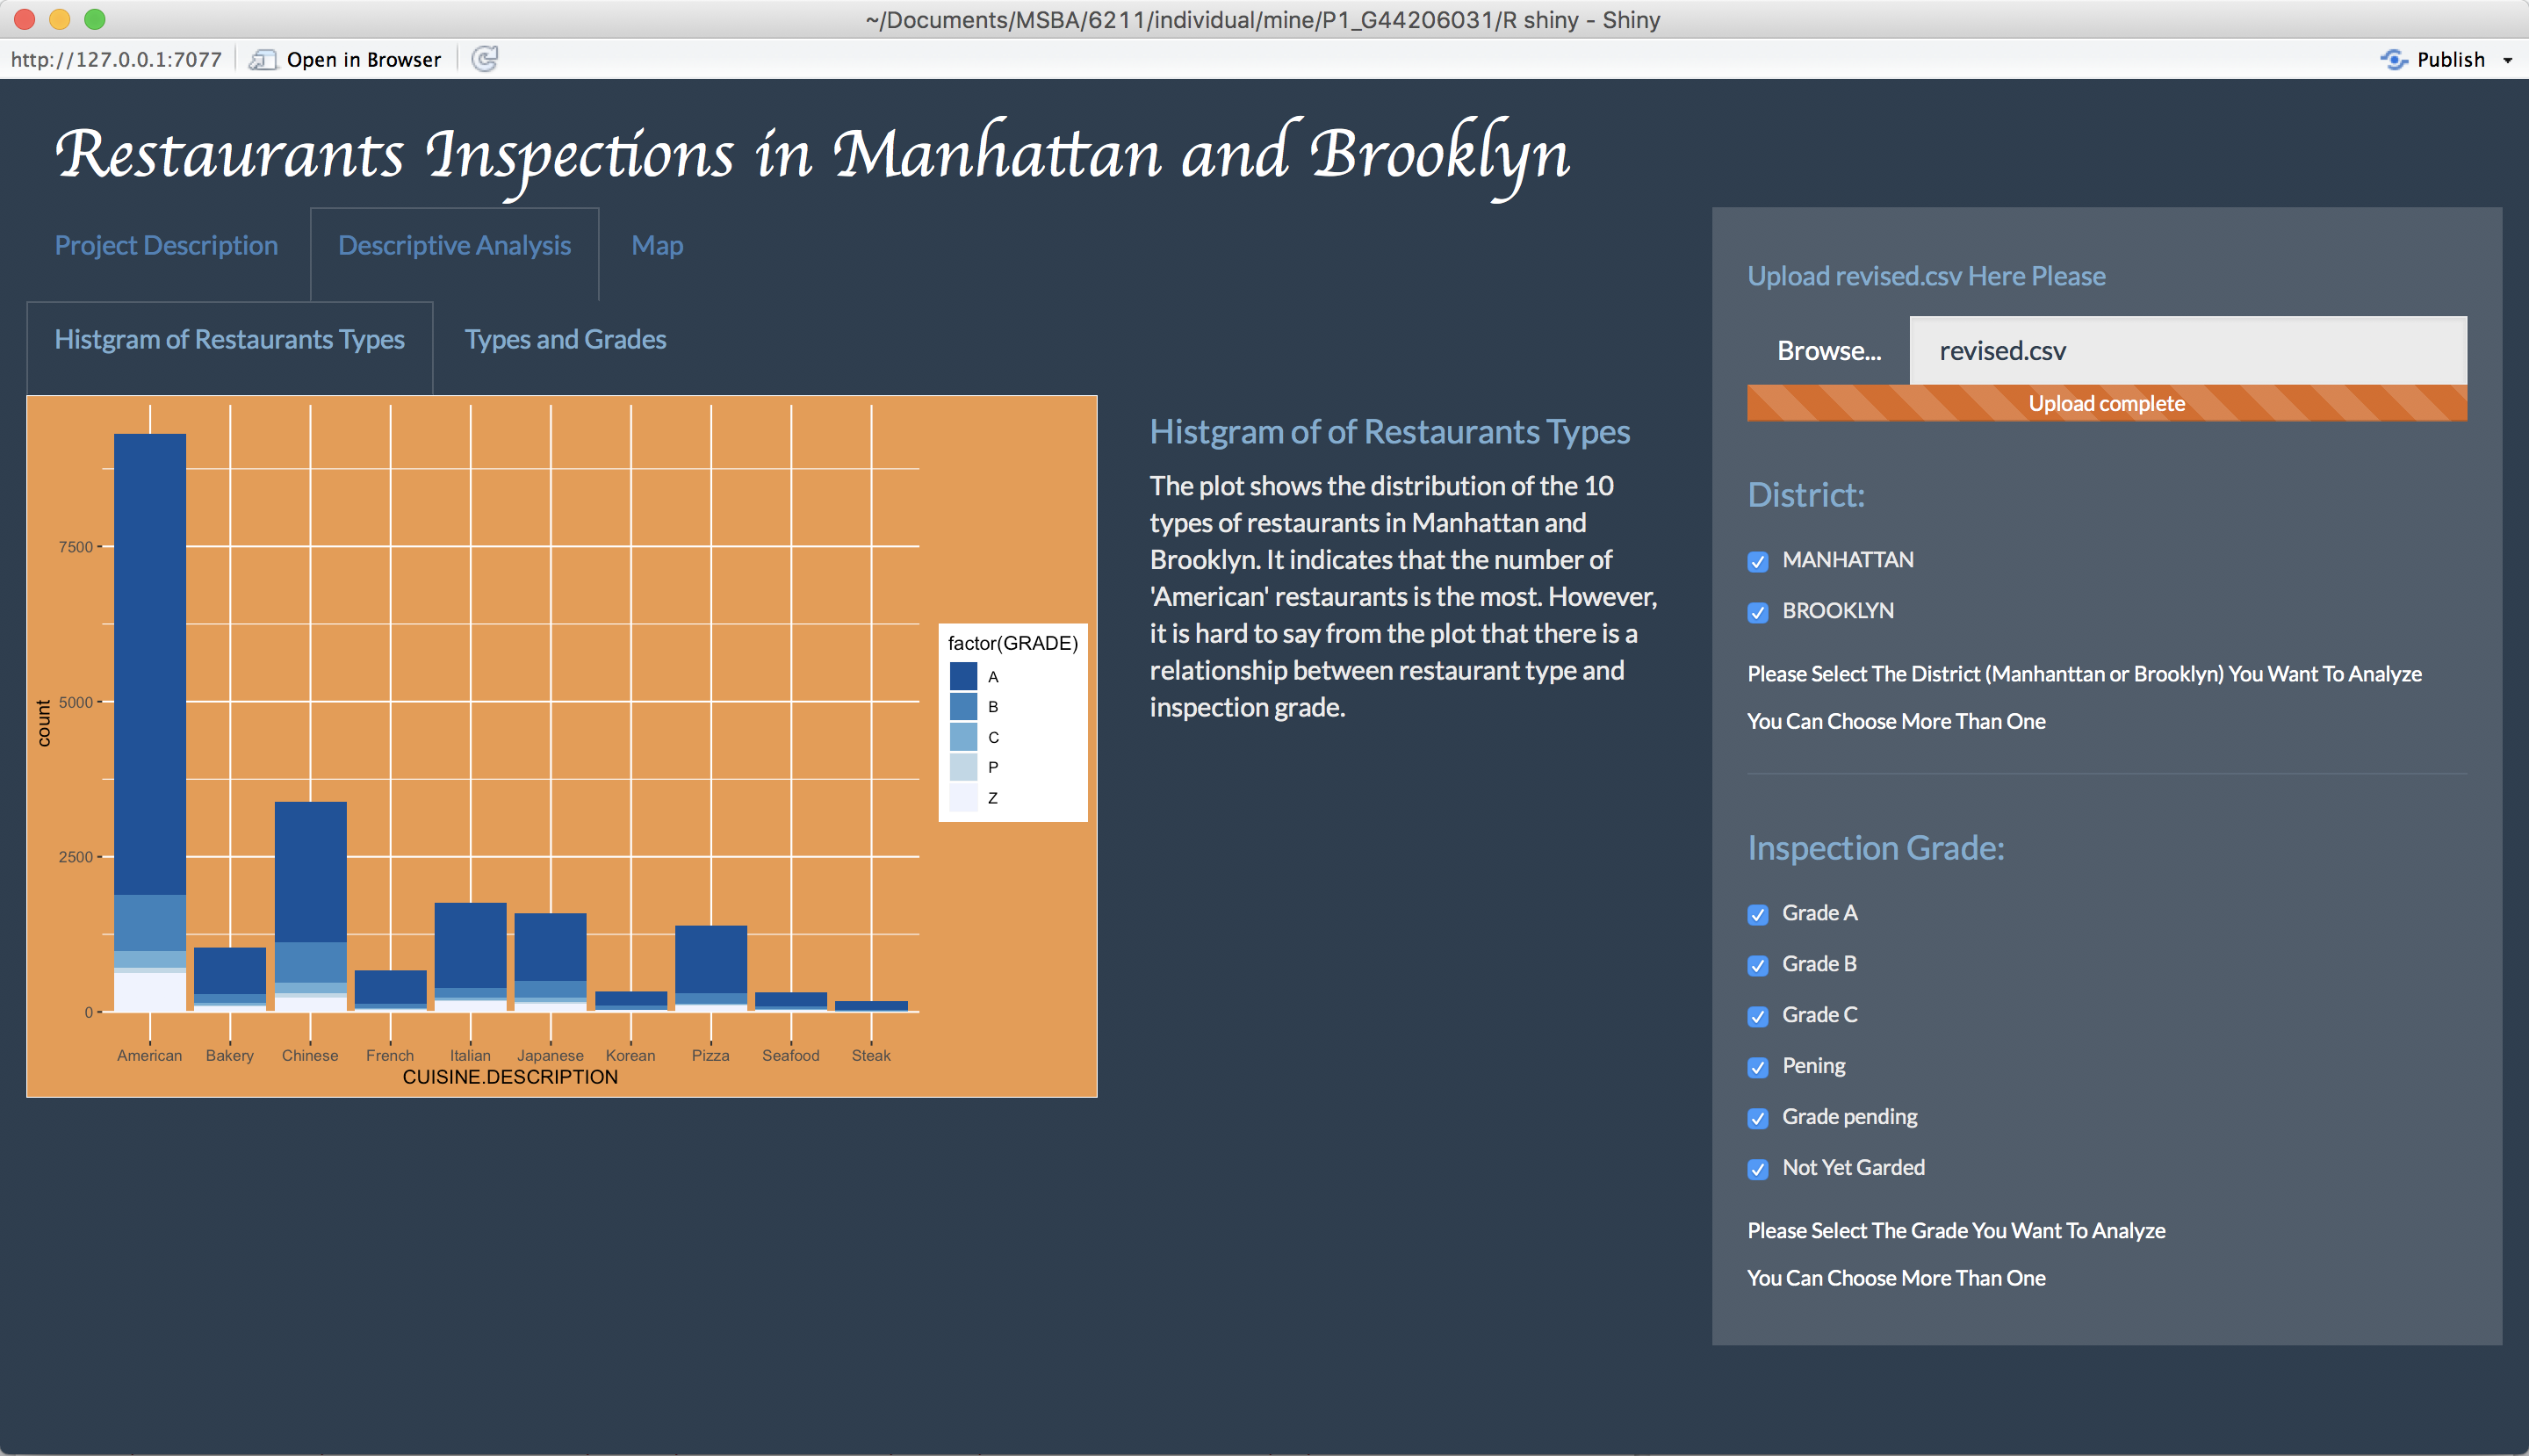 ~/Documents/MSBA/6211/individual/mine/P1_G44206031/R shiny - Shiny
http://127.0.0.1:7077
Open in Browser
Publish
Restaurants Inspections in Manhattan and Brooklyn
Project Description
Descriptive Analysis
Map
Histgram of Restaurants Types
Types and Grades
count
7500
5000
2500
0
American
Bakery
Chinese
French
Italian
Japanese
Korean
Pizza
Seafood
Steak
CUISINE.DESCRIPTION
factor(GRADE)
A
B
C
P
Z
Histgram of of Restaurants Types
The plot shows the distribution of the 10
types of restaurants in Manhattan and
Brooklyn. It indicates that the number of
'American' restaurants is the most. However,
it is hard to say from the plot that there is a
relationship between restaurant type and
inspection grade.
Upload revised.csv Here Please
Browse...
revised.csv
Upload complete
District:
MANHATTAN
BROOKLYN
Please Select The District (Manhanttan or Brooklyn) You Want To Analyze
You Can Choose More Than One
Inspection Grade:
Grade A
Grade B
Grade C
Pening
Grade pending
Not Yet Garded
Please Select The Grade You Want To Analyze
You Can Choose More Than One